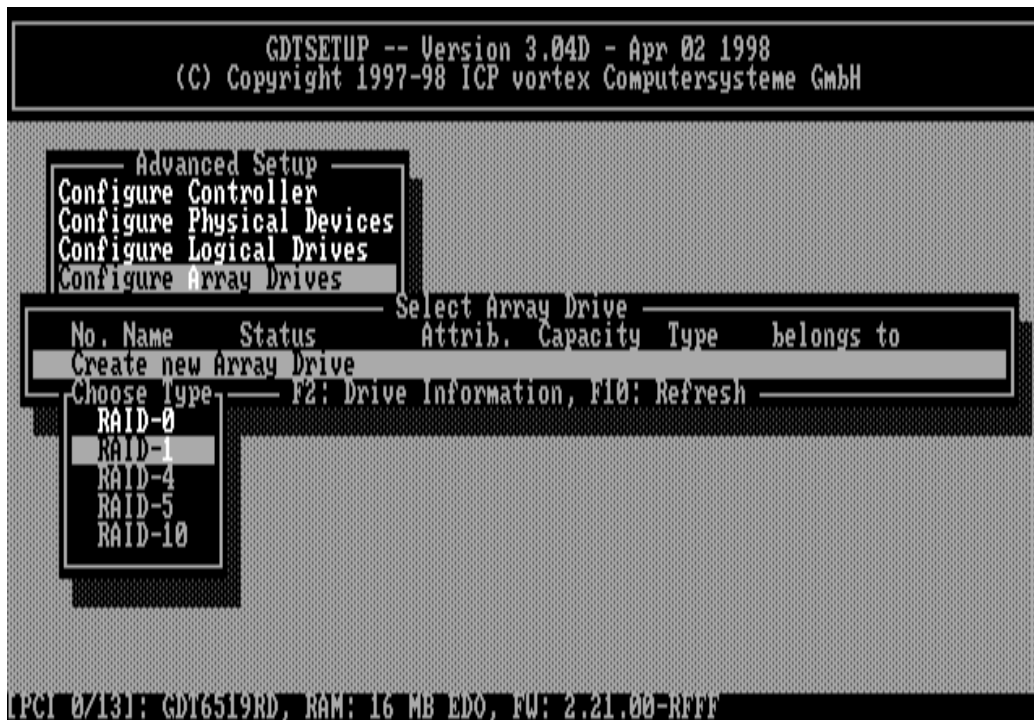 GDTSETUP -- Version 3.04D - Apr 02 1998
(C) Copyright 1997-98 ICP vortex Computersysteme GmbH
Advanced Setup
Configure Controller
Configure Physical Devices
Configure Logical Drives
Configure Array Drives
Select Array Drive
No. Name Status Attrib. Capacity Type belongs to
Create new Array Drive
F2: Drive Information, F10: Refresh
Choose Type
RAID-0
RAID-1
RAID-4
RAID-5
RAID-10
[PCI 0/13]: GDT6519RD, RAM: 16 MB EDO, FW: 2.21.00-RFFF